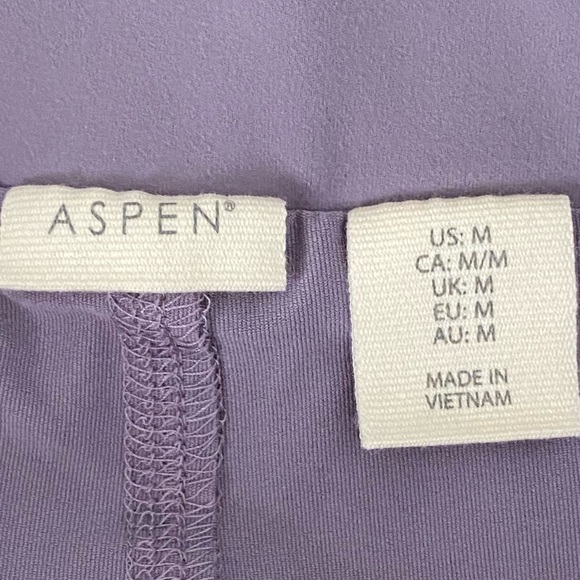 ASPEN®
US: M
CA: M/M
UK: M
EU: M
AU: M
MADE IN
VIETNAM